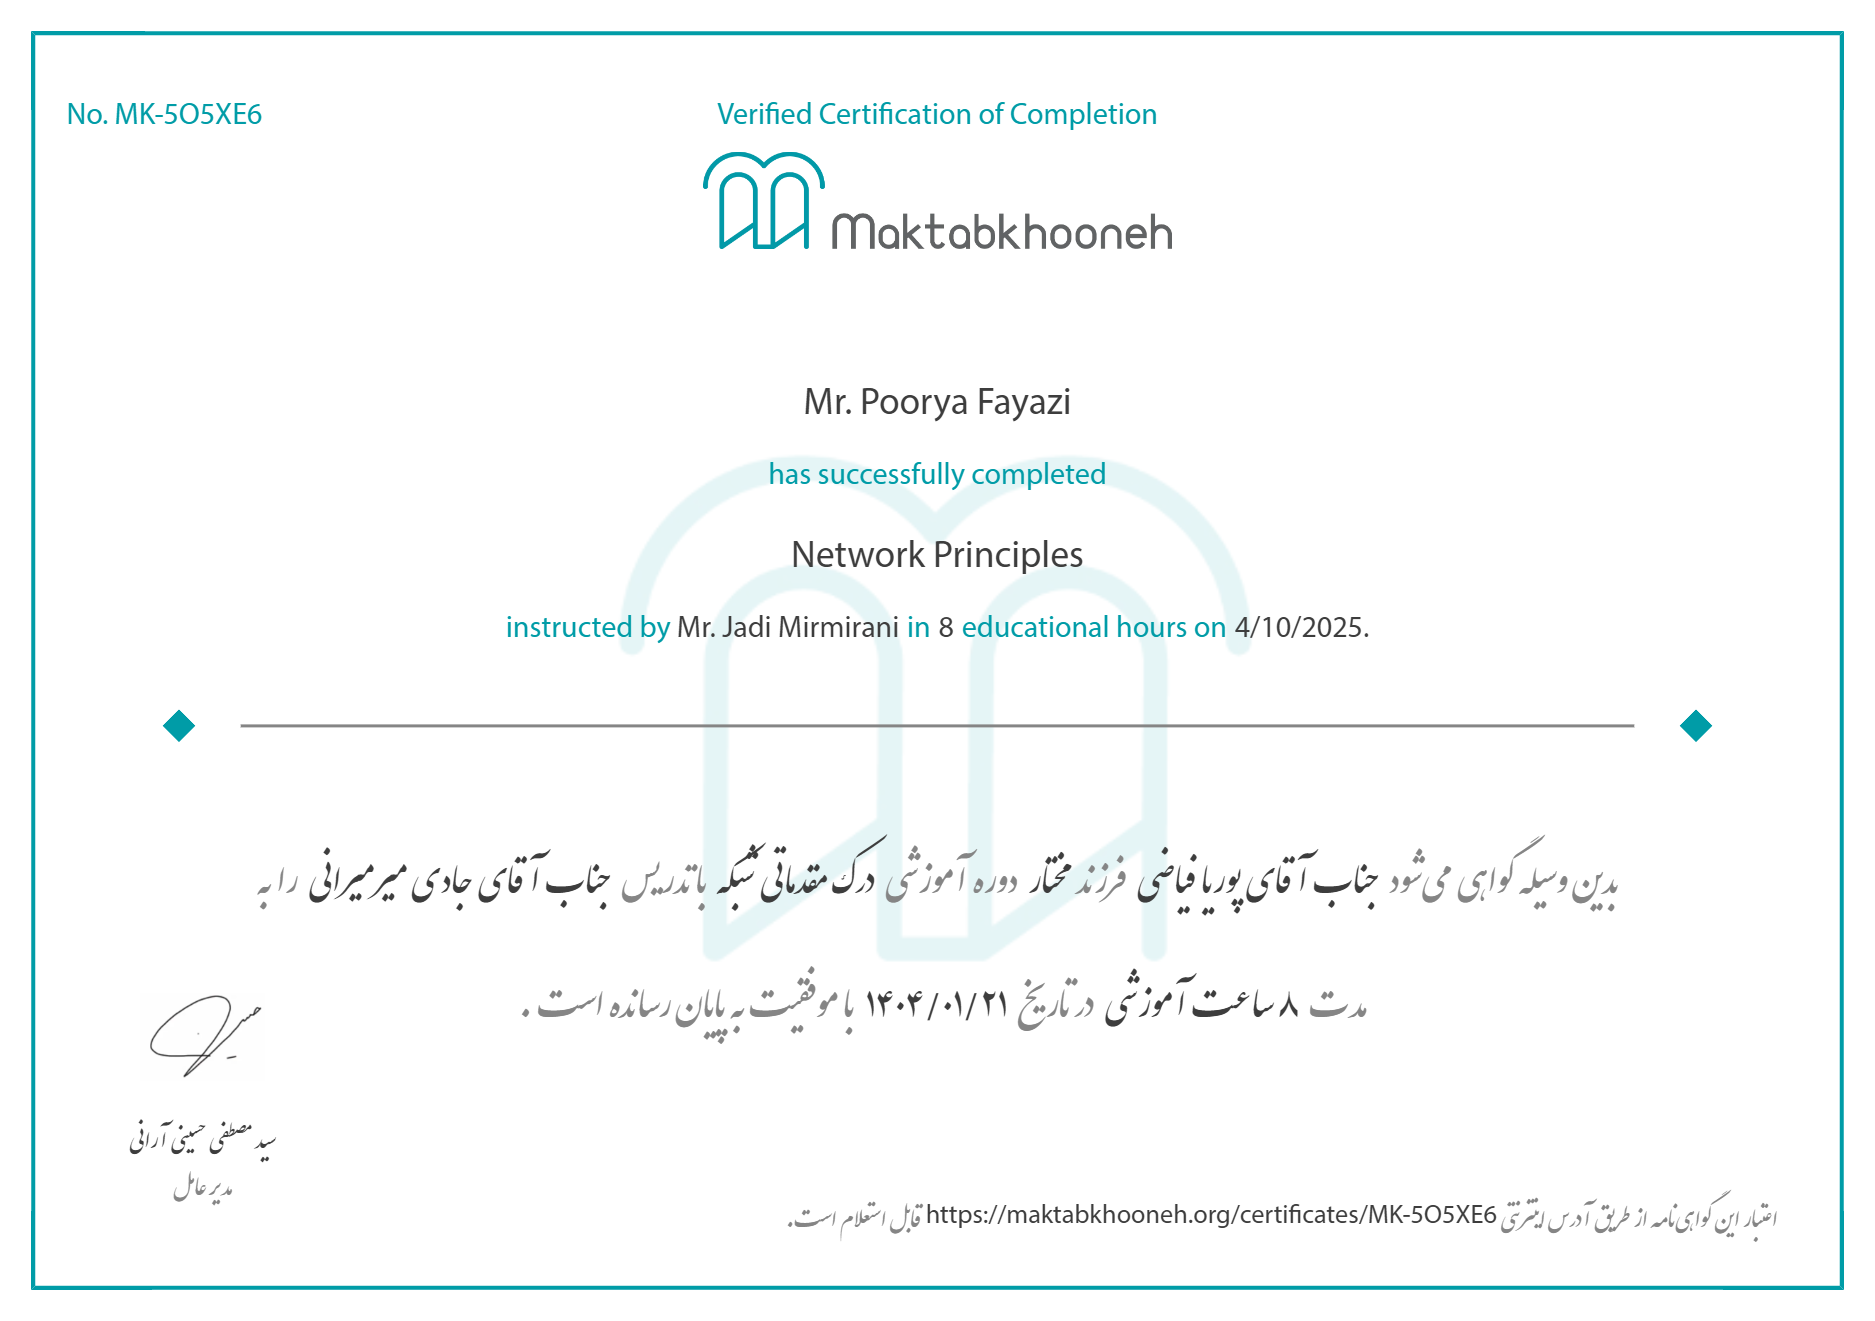 No. MK-5O5XE6
Verified Certification of Completion
Maktabkhooneh
Mr. Poorya Fayazi
has successfully completed
Network Principles
instructed by Mr. Jadi Mirmirani in 8 educational hours on 4/10/2025.
بدین وسیله گواهی می‌شود جناب آقای پوریا فیاضی فرزند مختار دوره آموزشی درک مقدماتی شبکه با تدریس جناب آقای جادی میرمیرانی را به
مدت ۸ ساعت آموزشی در تاریخ ۱۴۰۴/۰۱/۲۱ با موفقیت به پایان رسانده است .
سید مصطفی حسینی آرانی
مدیر عامل
اعتبار این گواهی‌نامه از طریق آدرس اینترنتی https://maktabkhooneh.org/certificates/MK-5O5XE6 قابل استعلام است.